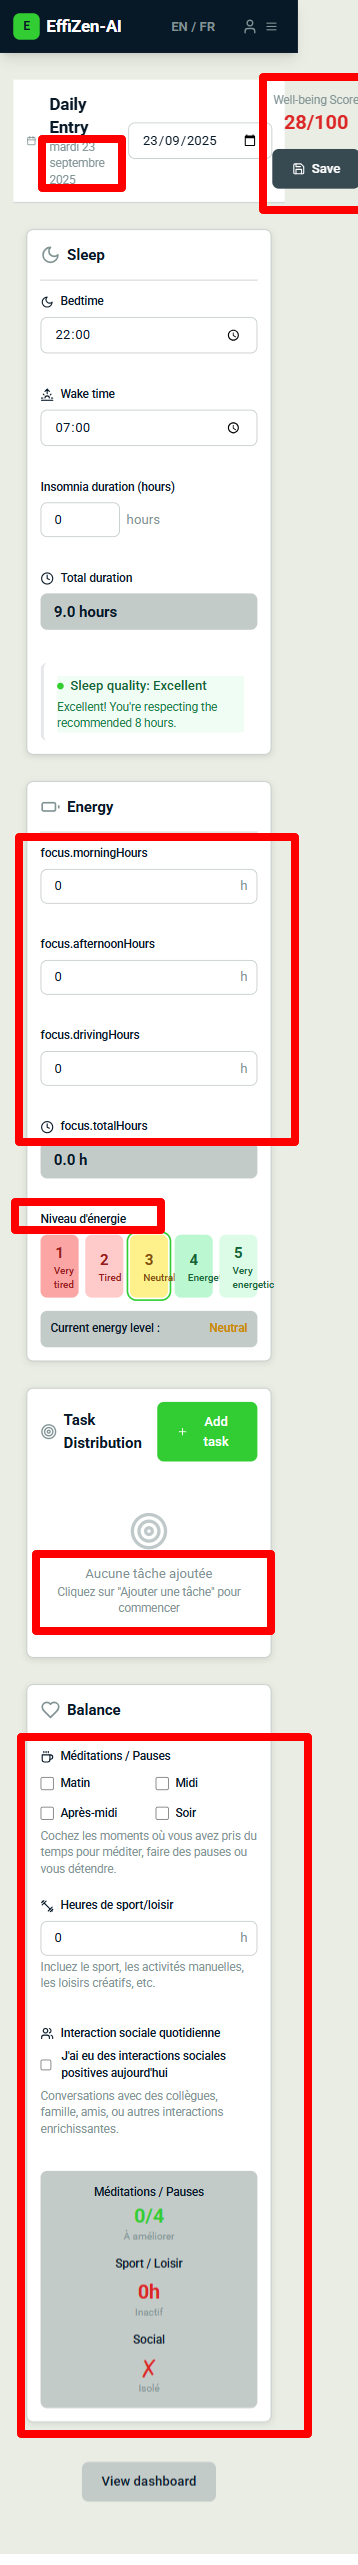 E EffiZen-AI EN / FR
Daily
Entry
mardi 23
septembre
2025
23/09/2025
Well-being Score
28/100
Save
Sleep
Bedtime
22:00
Wake time
07:00
Insomnia duration (hours)
0 hours
Total duration
9.0 hours
Sleep quality: Excellent
Excellent! You're respecting the
recommended 8 hours.
Energy
focus.morningHours
0 h
focus.afternoonHours
0 h
focus.drivingHours
0 h
focus.totalHours
0.0 h
Niveau d'énergie
1 2 3 4 5
Very
tired
Tired
Neutral
Energe
Very
energetic
Current energy level : Neutral
Task
Distribution
+ Add
task
Aucune tâche ajoutée
Cliquez sur "Ajouter une tâche" pour
commencer
Balance
Méditations / Pauses
Matin Midi
Après-midi Soir
Cochez les moments où vous avez pris du
temps pour méditer, faire des pauses ou
vous détendre.
Heures de sport/loisir
0 h
Incluez le sport, les activités manuelles,
les loisirs créatifs, etc.
Interaction sociale quotidienne
J'ai eu des interactions sociales
positives aujourd'hui
Conversations avec des collègues,
famille, amis, ou autres interactions
enrichissantes.
Méditations / Pauses
0/4
À améliorer
Sport / Loisir
0h
Inactif
Social
✗
Isolé
View dashboard